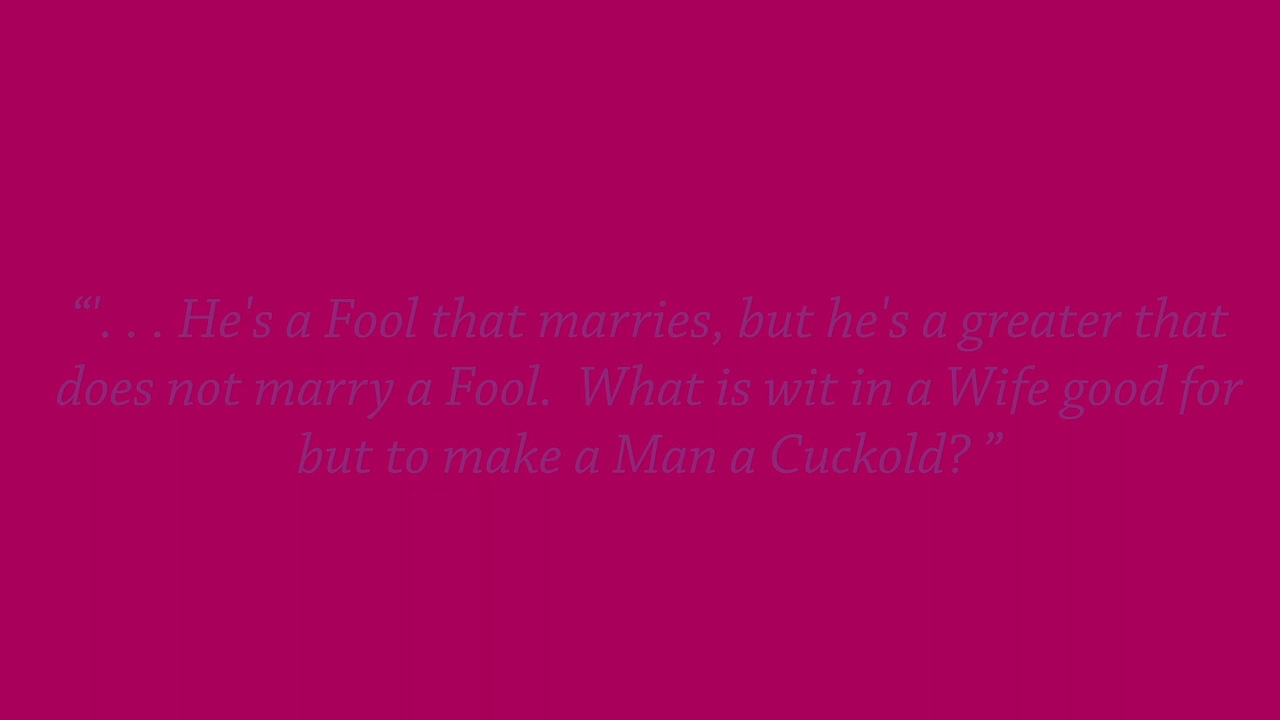 “'. . . He's a Fool that marries, but he's a greater that
does not marry a Fool.  What is wit in a Wife good for
but to make a Man a Cuckold? ”